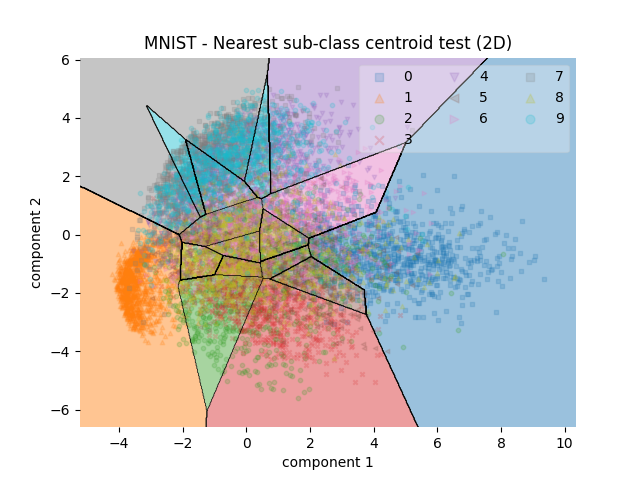 MNIST - Nearest sub-class centroid test (2D)
0 4 7
1 5 8
2 6 9
3
6
4
2
0
−2
−4
−6
component 2
−4 −2 0 2 4 6 8 10
component 1